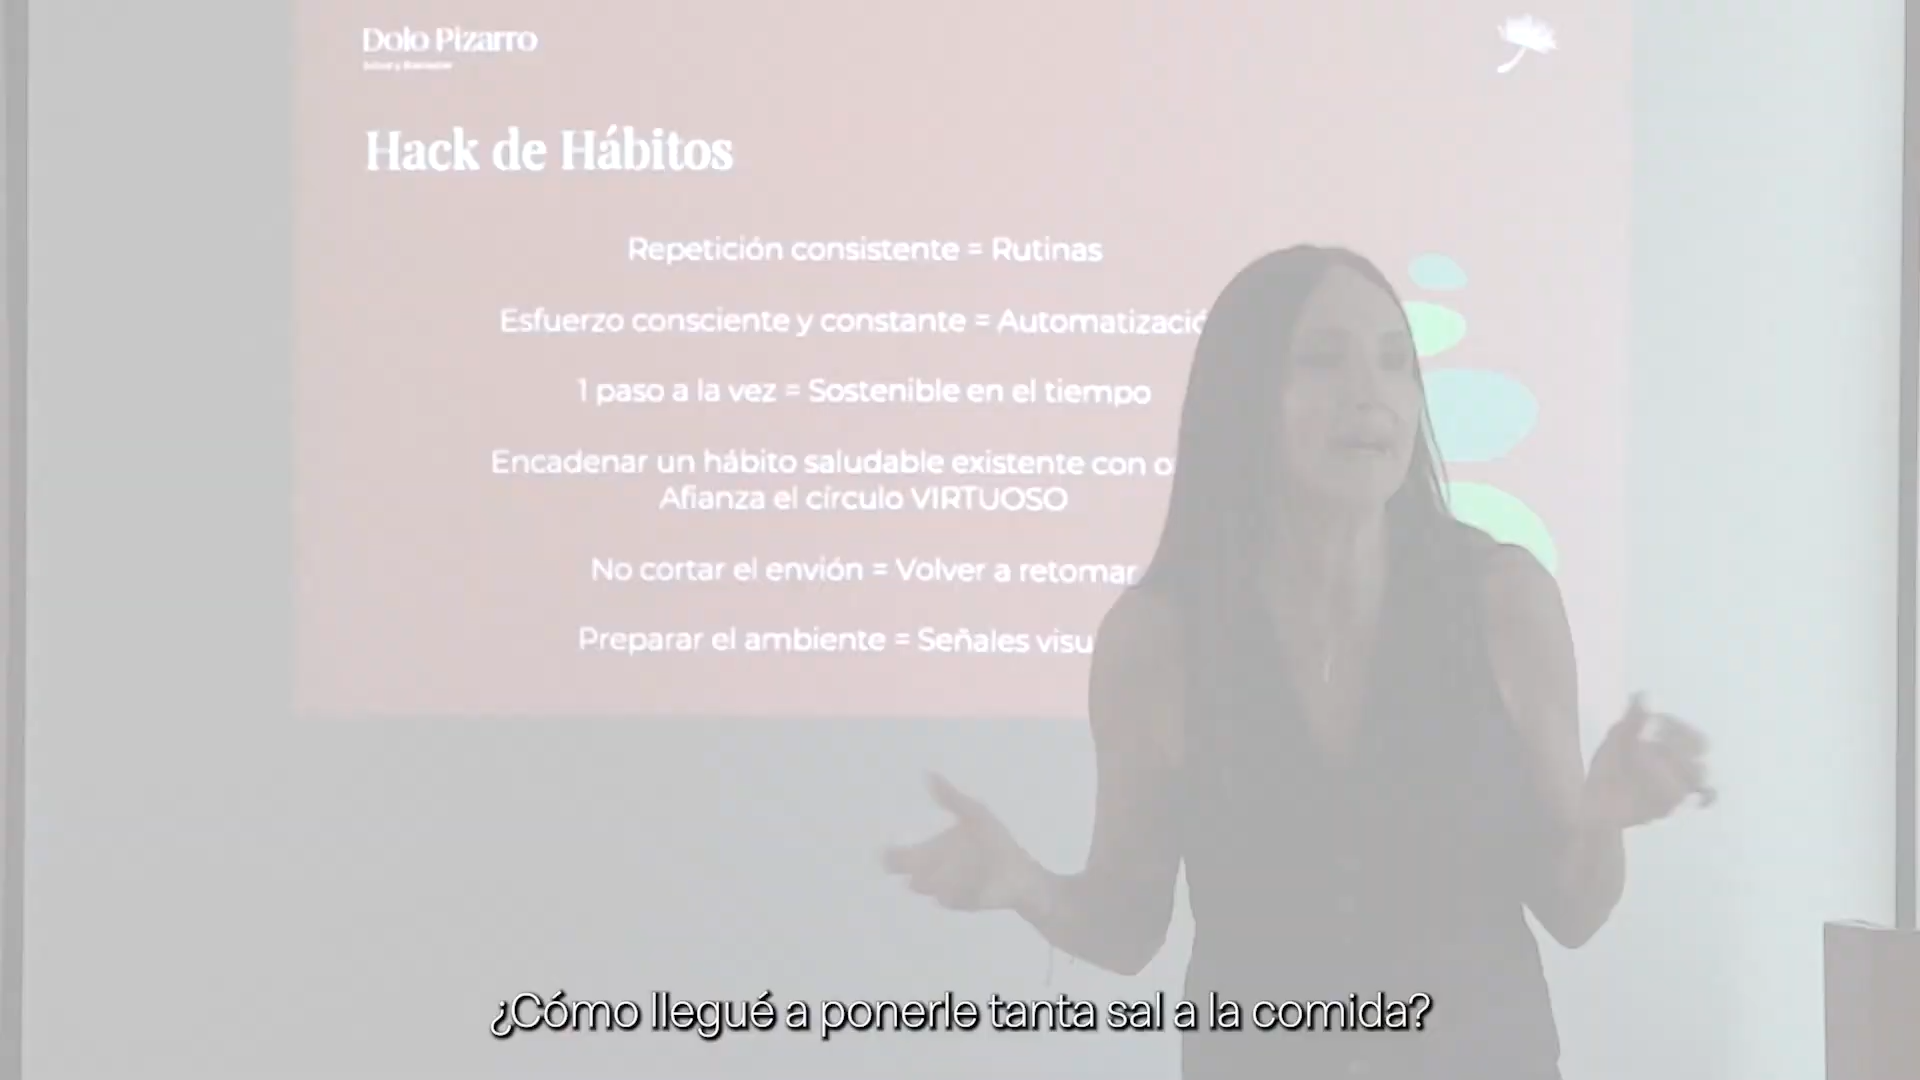 Dolo Pizarro
Hack de Hábitos
Repetición consistente = Rutinas
Esfuerzo consciente y constante = Automatizació
1 paso a la vez = Sostenible en el tiempo
Encadenar un hábito saludable existente con o
Afianza el círculo VIRTUOSO
No cortar el envión = Volver a retomar
Preparar el ambiente = Señales visu
¿Cómo llegué a ponerle tanta sal a la comida?